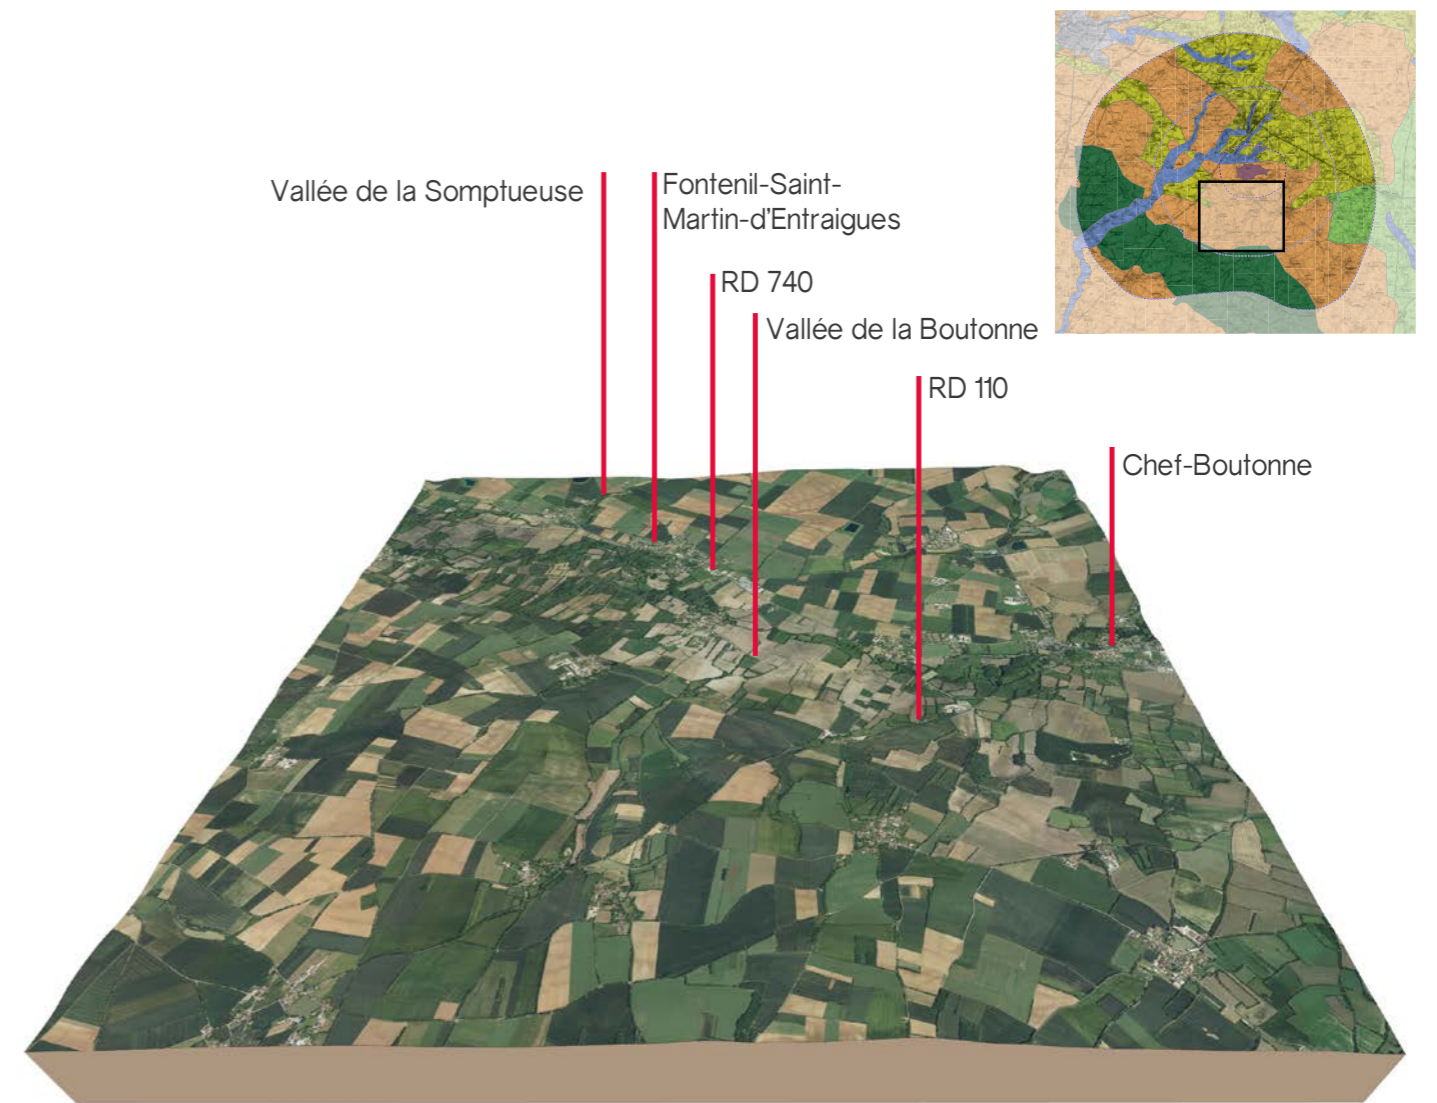 Vallée de la Somptueuse
Fontenil-Saint-
Martin-d'Entraigues
RD 740
Vallée de la Boutonne
RD 110
Chef-Boutonne